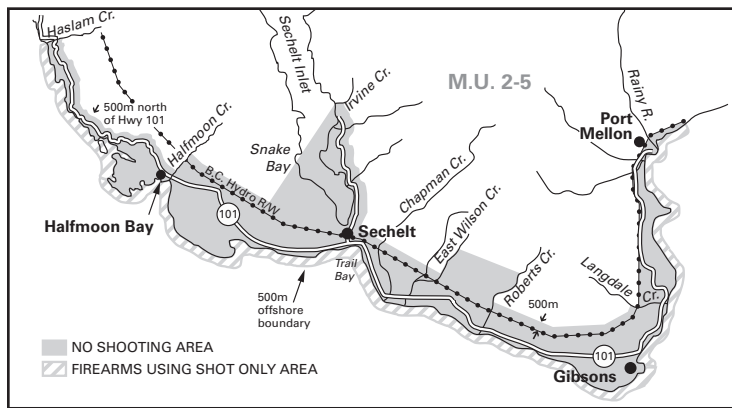 Haslam Cr.
Sechelt Inlet
Irvine Cr.
M.U. 2-5
Rainy R.
500m north
of Hwy 101
Halfmoon Cr.
Port
Mellon
Snake
Bay
B.C. Hydro R/W
Chapman Cr.
Halfmoon Bay
101
Sechelt
East Wilson Cr.
Trail
Bay
Roberts Cr.
Langdale
Cr.
500m
offshore
boundary
500m
101
Gibsons
NO SHOOTING AREA
FIREARMS USING SHOT ONLY AREA